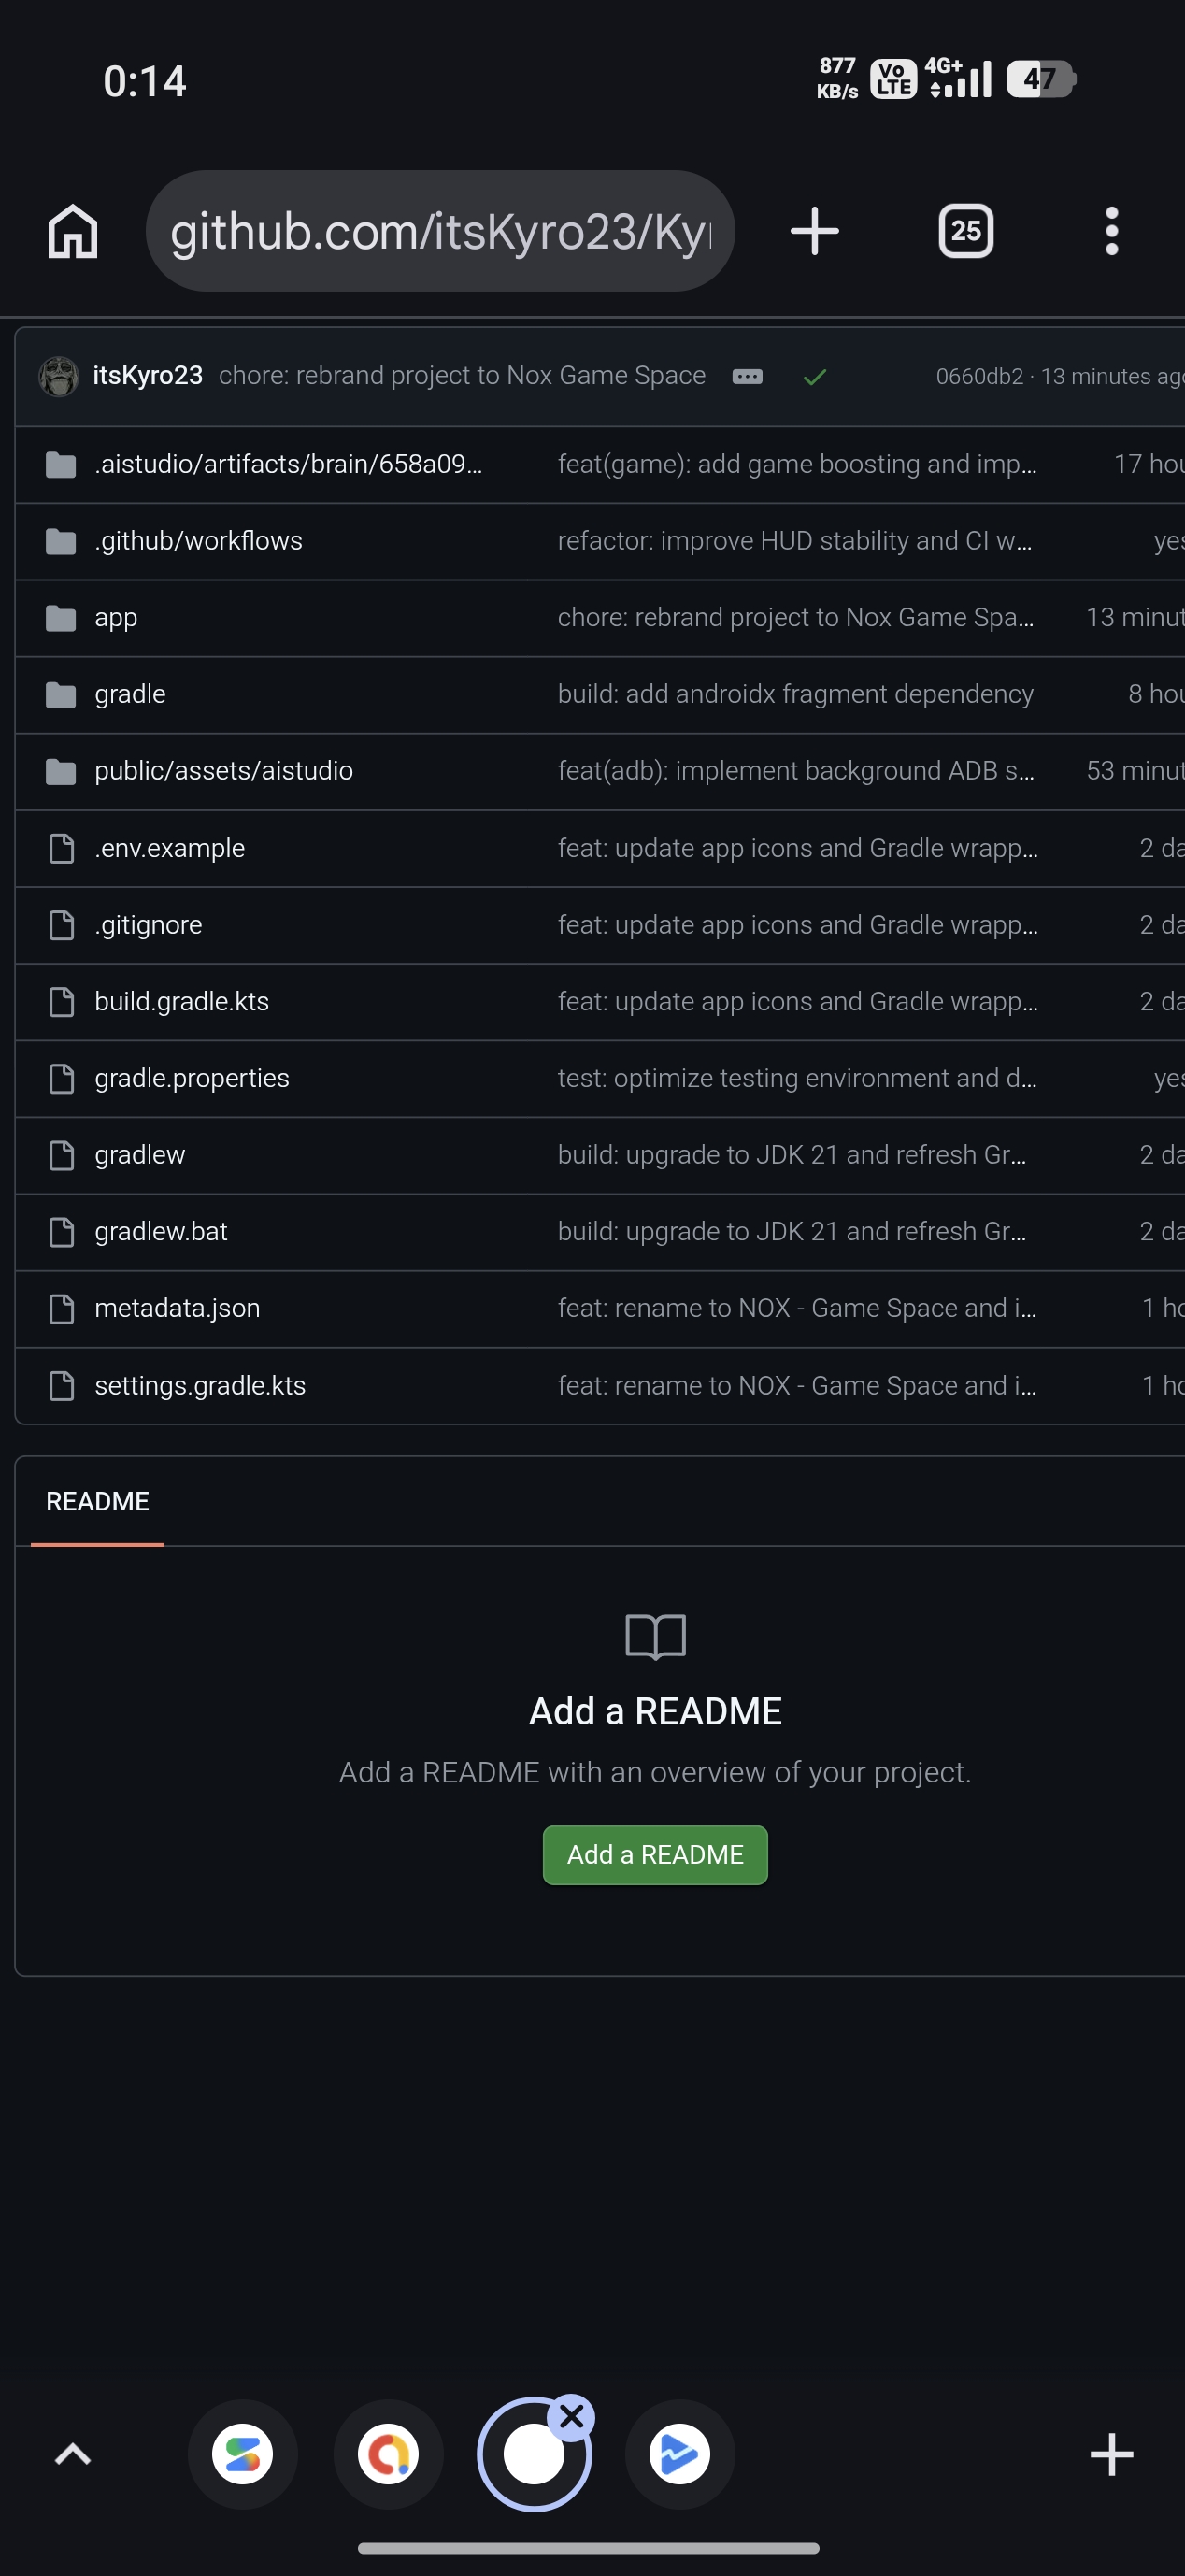 0:14
877 KB/s Vo LTE 4G+ 47
github.com/itsKyro23/Ky
25
itsKyro23 chore: rebrand project to Nox Game Space ... 0660db2 · 13 minutes ago
.aistudio/artifacts/brain/658a09... feat(game): add game boosting and imp... 17 hou
.github/workflows refactor: improve HUD stability and CI w... yes
app chore: rebrand project to Nox Game Spa... 13 minut
gradle build: add androidx fragment dependency 8 hou
public/assets/aistudio feat(adb): implement background ADB s... 53 minut
.env.example feat: update app icons and Gradle wrapp... 2 da
.gitignore feat: update app icons and Gradle wrapp... 2 da
build.gradle.kts feat: update app icons and Gradle wrapp... 2 da
gradle.properties test: optimize testing environment and d... yes
gradlew build: upgrade to JDK 21 and refresh Gr... 2 da
gradlew.bat build: upgrade to JDK 21 and refresh Gr... 2 da
metadata.json feat: rename to NOX - Game Space and i... 1 ho
settings.gradle.kts feat: rename to NOX - Game Space and i... 1 ho
README
Add a README
Add a README with an overview of your project.
Add a README